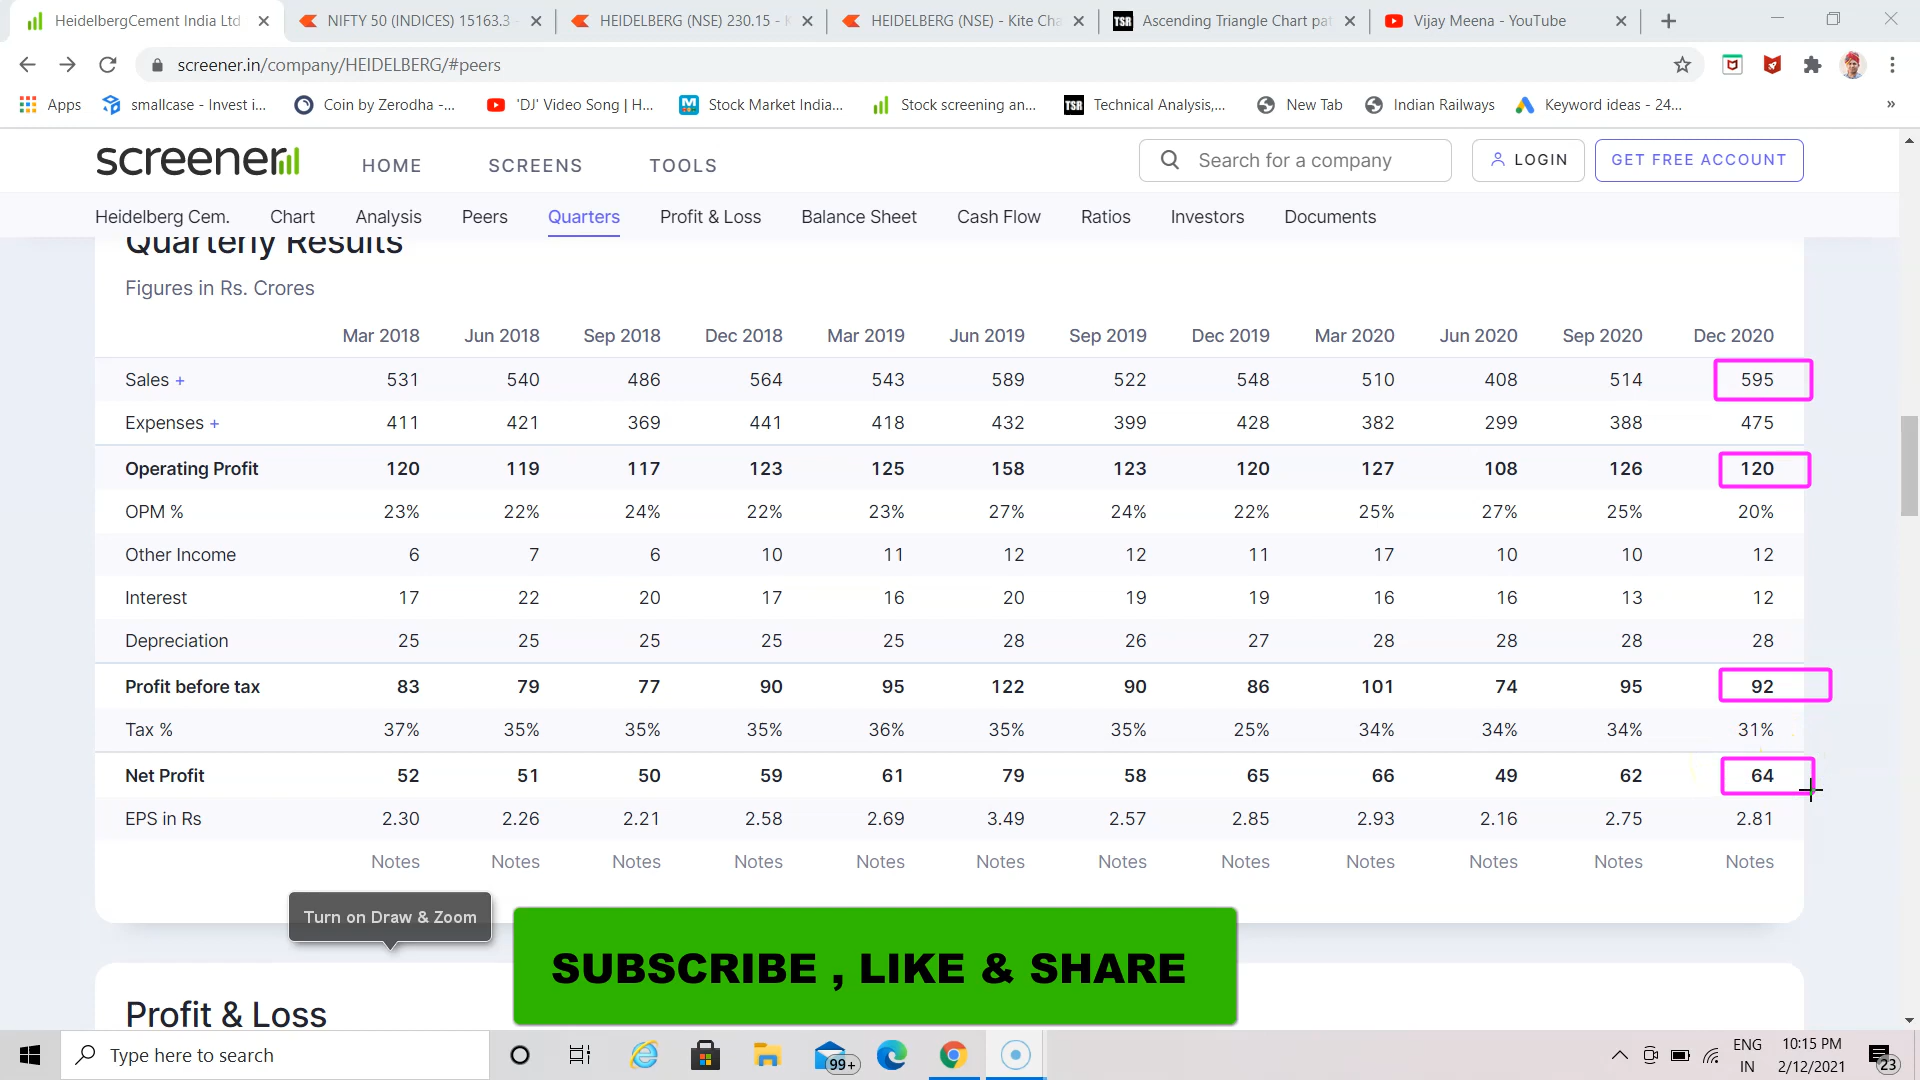 HeidelbergCement India Ltd
NIFTY 50 (INDICES) 15163.3
HEIDELBERG (NSE) 230.15 - K
HEIDELBERG (NSE) - Kite Cha
TSR Ascending Triangle Chart pat
Vijay Meena - YouTube
screener.in/company/HEIDELBERG/#peers
Apps smallcase - Invest i... Coin by Zerodha -... 'DJ' Video Song | H... M Stock Market India... Stock screening an... TSR Technical Analysis,... New Tab Indian Railways Keyword ideas - 24... »
screener HOME SCREENS TOOLS Search for a company LOGIN GET FREE ACCOUNT
Heidelberg Cem. Chart Analysis Peers Quarters Profit & Loss Balance Sheet Cash Flow Ratios Investors Documents
Quarterly Results
Figures in Rs. Crores
Mar 2018 Jun 2018 Sep 2018 Dec 2018 Mar 2019 Jun 2019 Sep 2019 Dec 2019 Mar 2020 Jun 2020 Sep 2020 Dec 2020
Sales + 531 540 486 564 543 589 522 548 510 408 514 595
Expenses + 411 421 369 441 418 432 399 428 382 299 388 475
Operating Profit 120 119 117 123 125 158 123 120 127 108 126 120
OPM % 23% 22% 24% 22% 23% 27% 24% 22% 25% 27% 25% 20%
Other Income 6 7 6 10 11 12 12 11 17 10 10 12
Interest 17 22 20 17 16 20 19 19 16 16 13 12
Depreciation 25 25 25 25 25 28 26 27 28 28 28 28
Profit before tax 83 79 77 90 95 122 90 86 101 74 95 92
Tax % 37% 35% 35% 35% 36% 35% 35% 25% 34% 34% 34% 31%
Net Profit 52 51 50 59 61 79 58 65 66 49 62 64
EPS in Rs 2.30 2.26 2.21 2.58 2.69 3.49 2.57 2.85 2.93 2.16 2.75 2.81
Notes Notes Notes Notes Notes Notes Notes Notes Notes Notes Notes Notes
Turn on Draw & Zoom
SUBSCRIBE , LIKE & SHARE
Profit & Loss
Type here to search
99+
ENG
IN
10:15 PM
2/12/2021
23